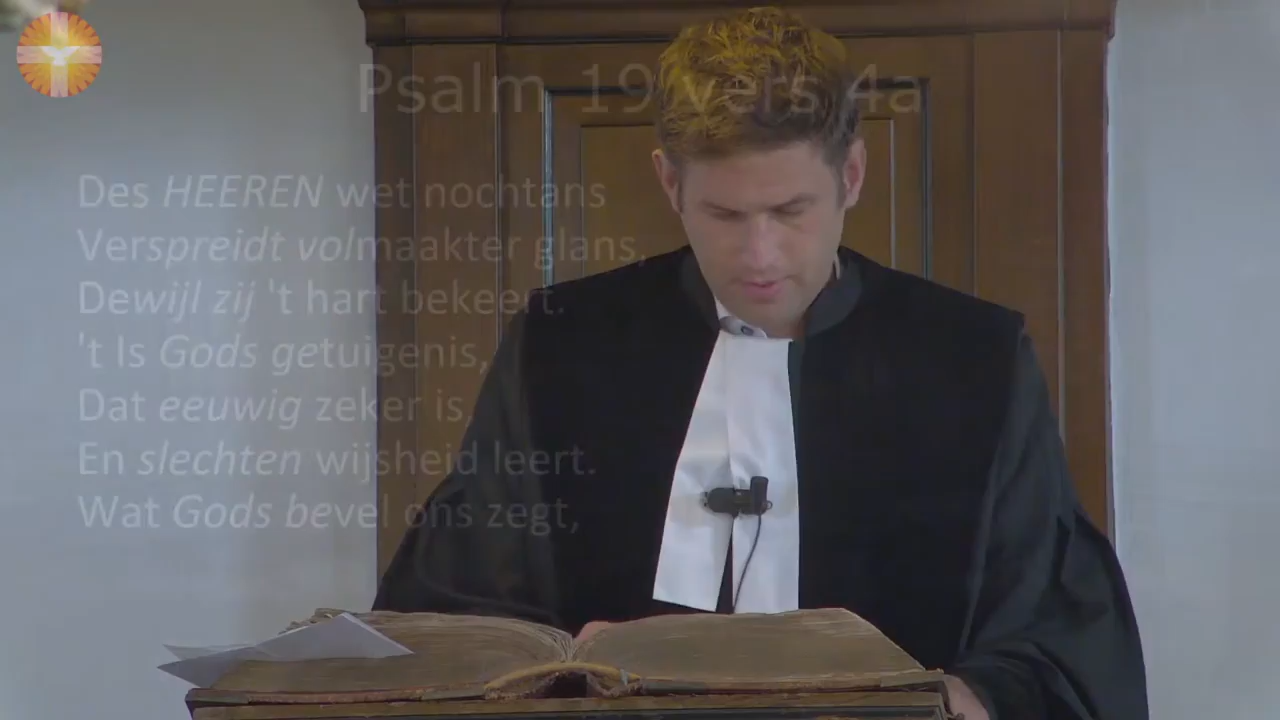 Psalm 19 vers 4a
Des HEEREN wet nochtans
Verspreidt volmaakter glans,
Dewijl zij 't hart bekeert.
't Is Gods getuigenis,
Dat eeuwig zeker is,
En slechten wijsheid leert.
Wat Gods bevel ons zegt,